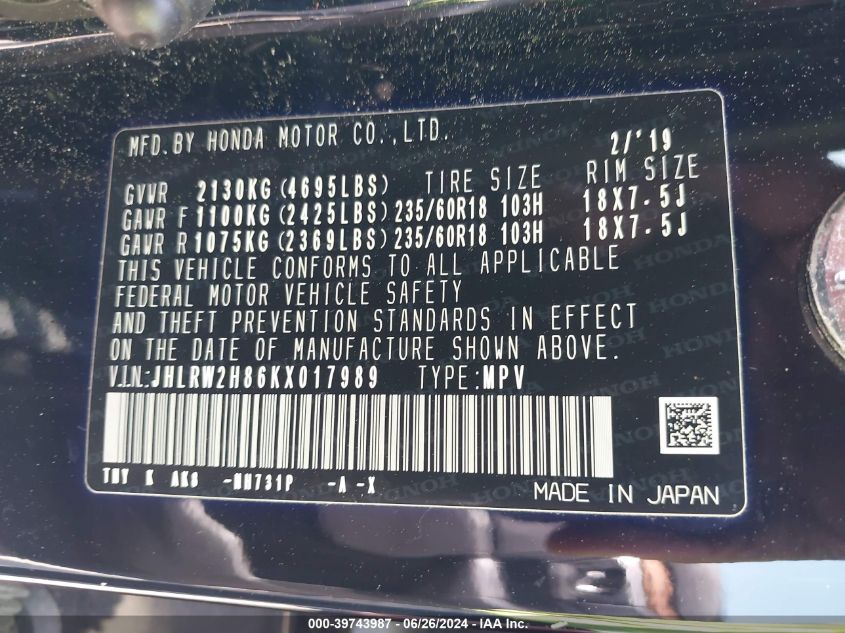 MFD. BY HONDA MOTOR CO., LTD. 2/'19
GVWR 2130KG (4695LBS) TIRE SIZE RIM SIZE
GAWR F 1100KG (2425LBS) 235/60R18 103H 18X7.5J
GAWR R 1075KG (2369LBS) 235/60R18 103H 18X7.5J
THIS VEHICLE CONFORMS TO ALL APPLICABLE
FEDERAL MOTOR VEHICLE SAFETY
AND THEFT PREVENTION STANDARDS IN EFFECT
ON THE DATE OF MANUFACTURE SHOWN ABOVE.
V.I.N:JHLRW2H86KX017989 TYPE:MPV
K -A -X
MADE IN JAPAN
000-39743987 - 06/26/2024 - IAA Inc.